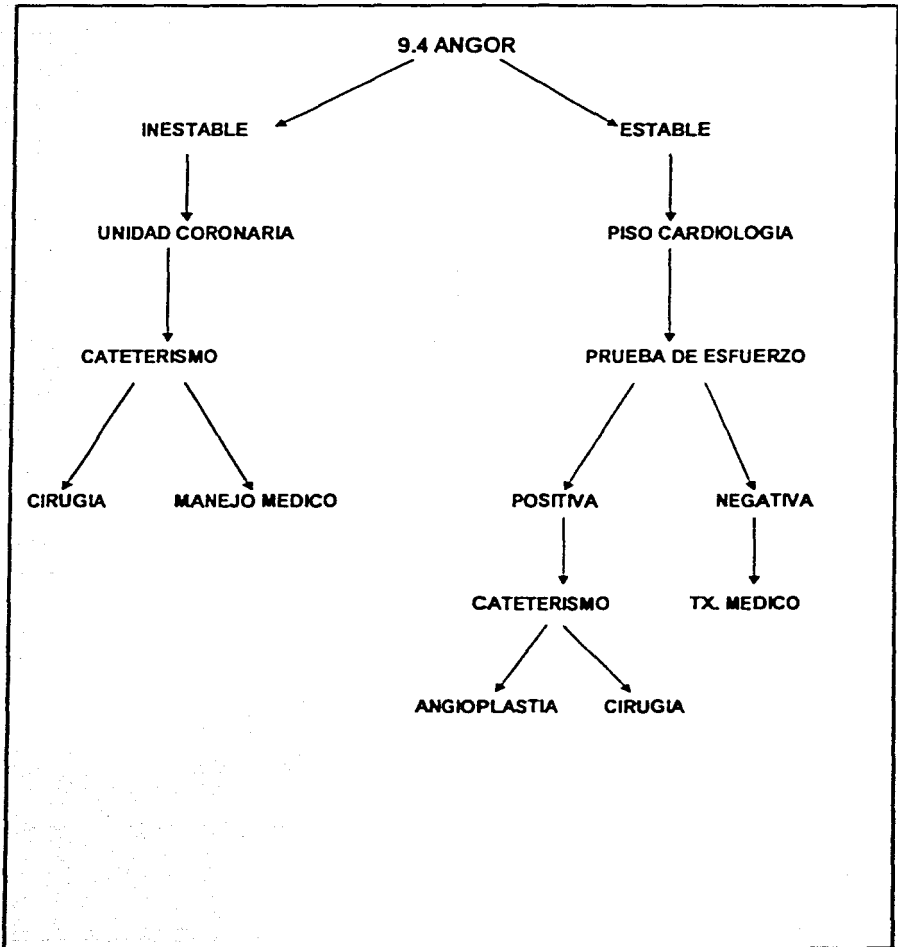 9.4 ANGOR
INESTABLE
ESTABLE
UNIDAD CORONARIA
PISO CARDIOLOGIA
CATETERISMO
PRUEBA DE ESFUERZO
CIRUGIA
MANEJO MEDICO
POSITIVA
NEGATIVA
CATETERISMO
TX. MEDICO
ANGIOPLASTIA
CIRUGIA